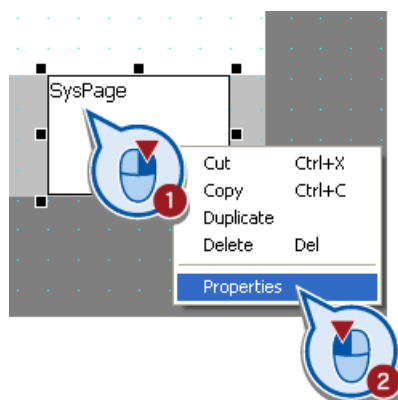 SysPage
1
Cut Ctrl+X
Copy Ctrl+C
Duplicate
Delete Del
Properties
2